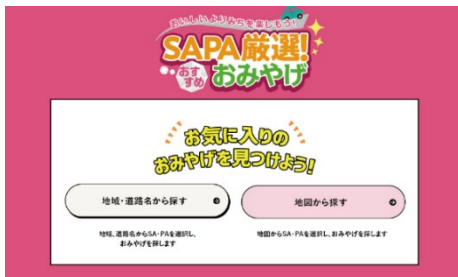 おいしいよりみちを楽しもう!
SAPA厳選!
おすすめ
おみやげ
お気に入りの
おみやげを見つけよう!
地域・道路名から探す
地図から探す
地域、道路名からSA・PAを選択し、
おみやげを探します
地図からSA・PAを選択し、おみやげを探します